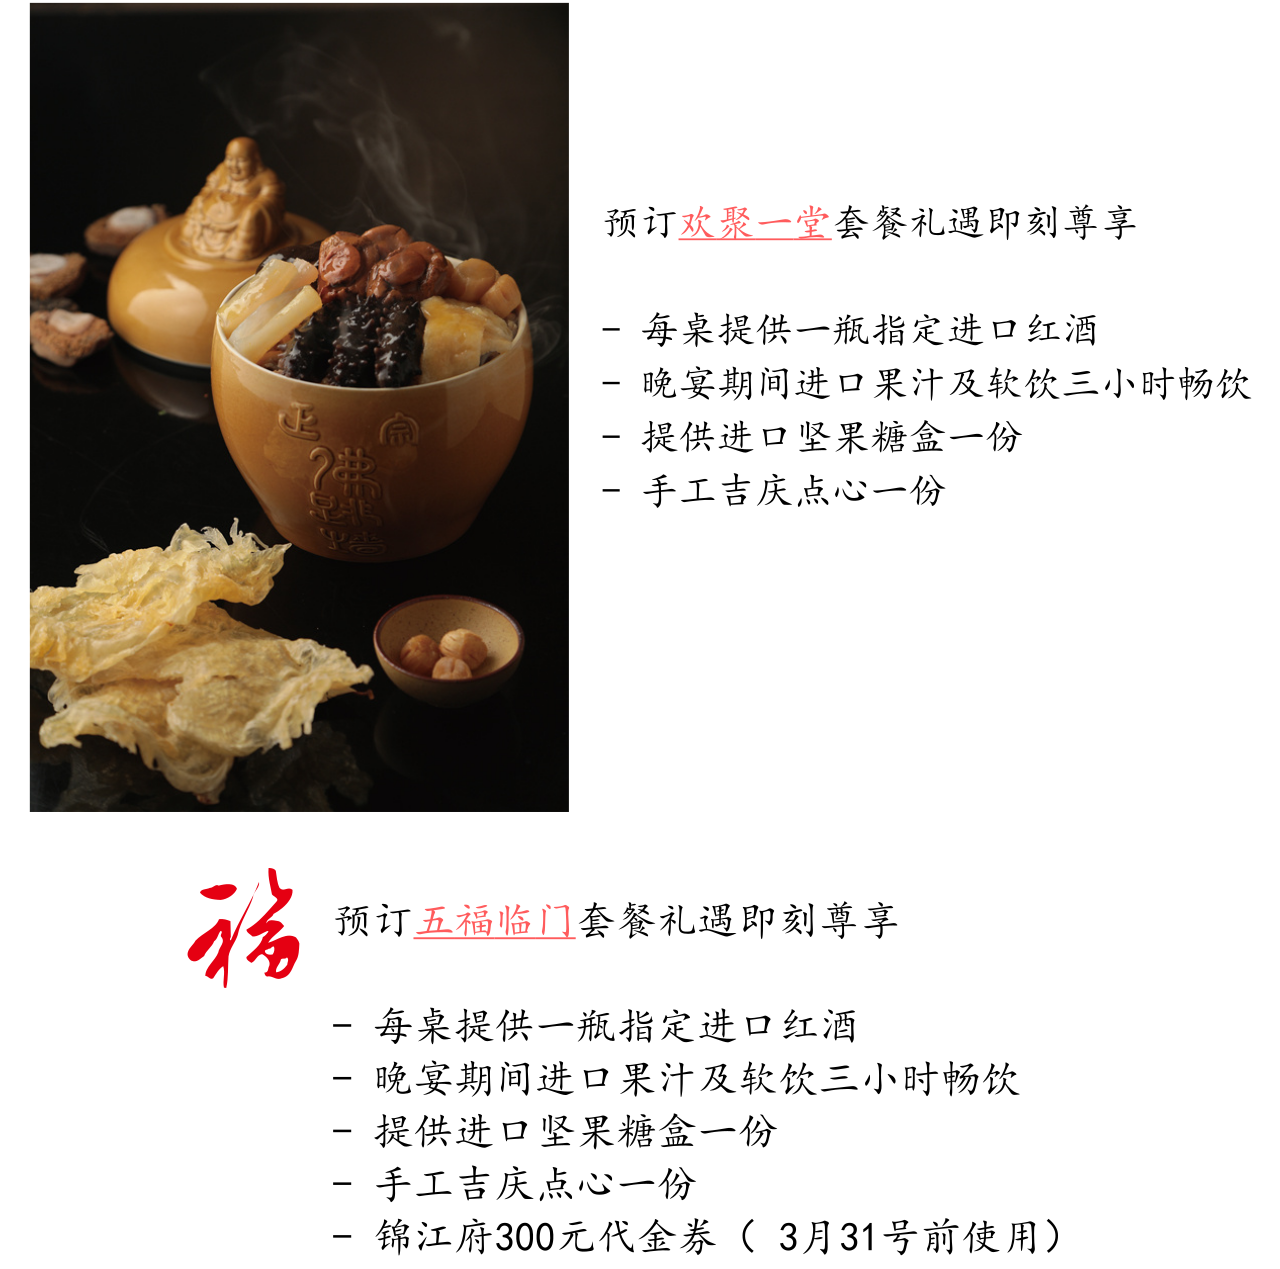 正宗
佛跳墙
预订欢聚一堂套餐礼遇即刻尊享
- 每桌提供一瓶指定进口红酒
- 晚宴期间进口果汁及软饮三小时畅饮
- 提供进口坚果糖盒一份
- 手工吉庆点心一份
福
预订五福临门套餐礼遇即刻尊享
- 每桌提供一瓶指定进口红酒
- 晚宴期间进口果汁及软饮三小时畅饮
- 提供进口坚果糖盒一份
- 手工吉庆点心一份
- 锦江府300元代金券（ 3月31号前使用）